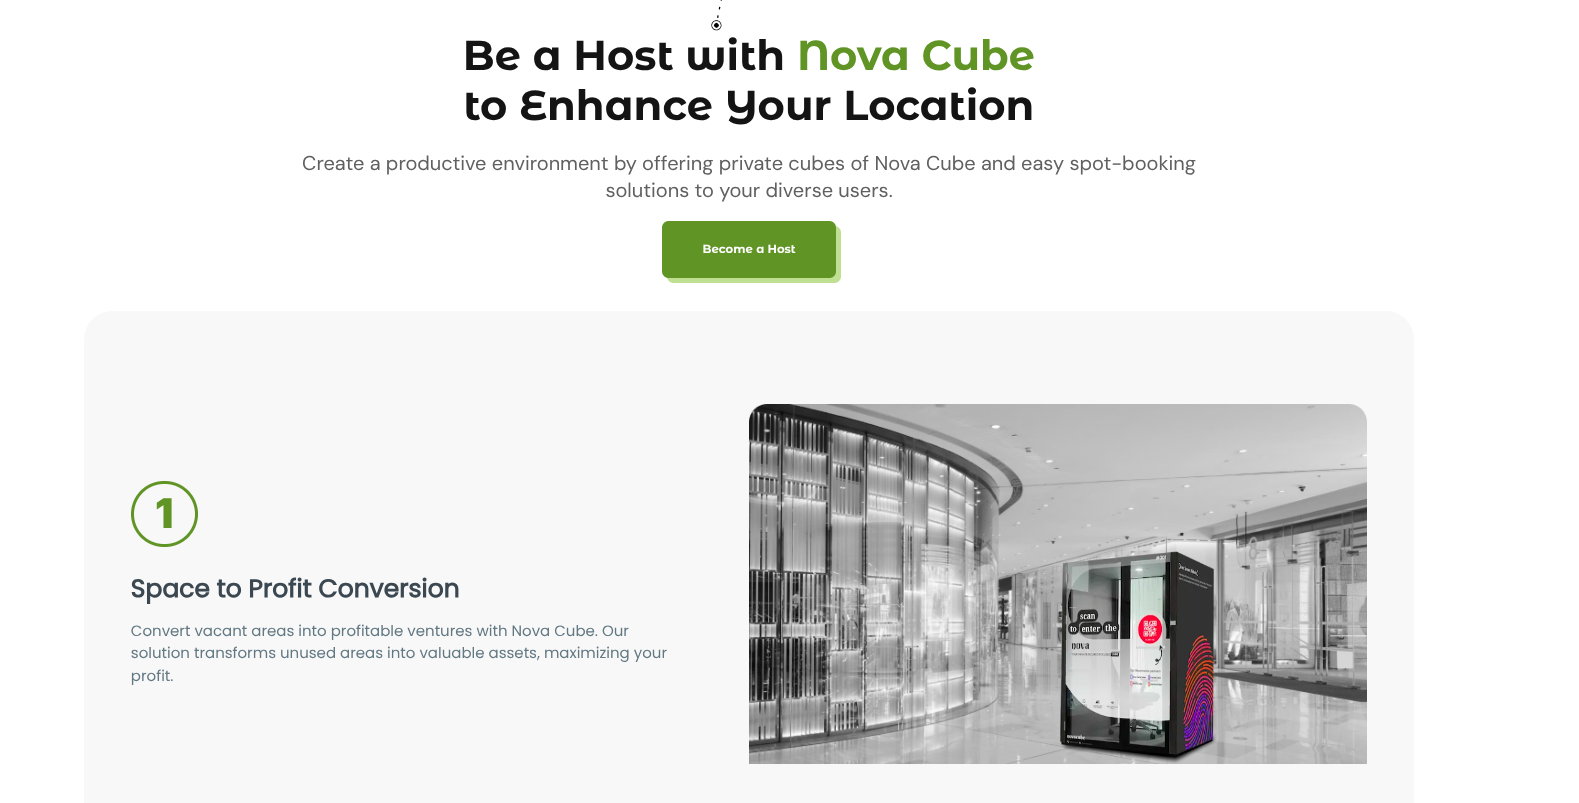 Be a Host with Nova Cube
to Enhance Your Location
Create a productive environment by offering private cubes of Nova Cube and easy spot-booking
solutions to your diverse users.
Become a Host
1
Space to Profit Conversion
Convert vacant areas into profitable ventures with Nova Cube. Our
solution transforms unused areas into valuable assets, maximizing your
profit.
scan
to enter the
nova